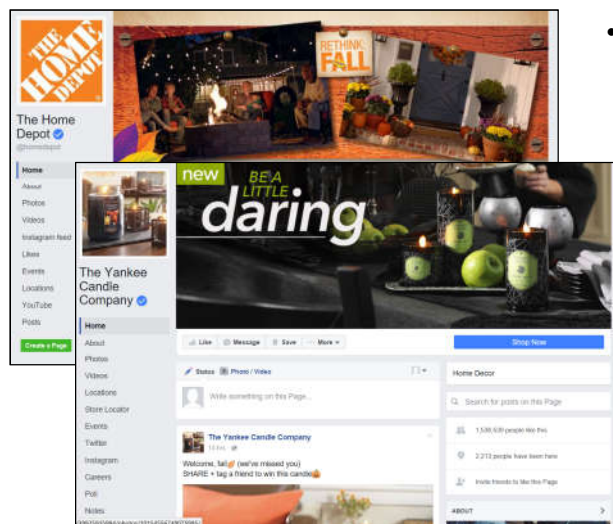 THE
HOME
DEPOT
The Home
Depot
@homedepot
Home
About
Photos
Videos
Instagram feed
Likes
Events
Locations
YouTube
Posts
Create a Page
RETHINK:
FALL
•
The Yankee
Candle
Company
Home
About
Photos
Videos
Locations
Store Locator
Events
Twitter
Instagram
Careers
Poll
Notes
new
BE A
LITTLE
daring
Like Message Save More
Shop Now
Status Photo / Video
Write something on this Page...
The Yankee Candle Company
Welcome, fall (we've missed you)
SHARE + tag a friend to win this candle
Home Decor
Search for posts on this Page
people like this
2,213 people have been here
Invite friends to like this Page
ABOUT